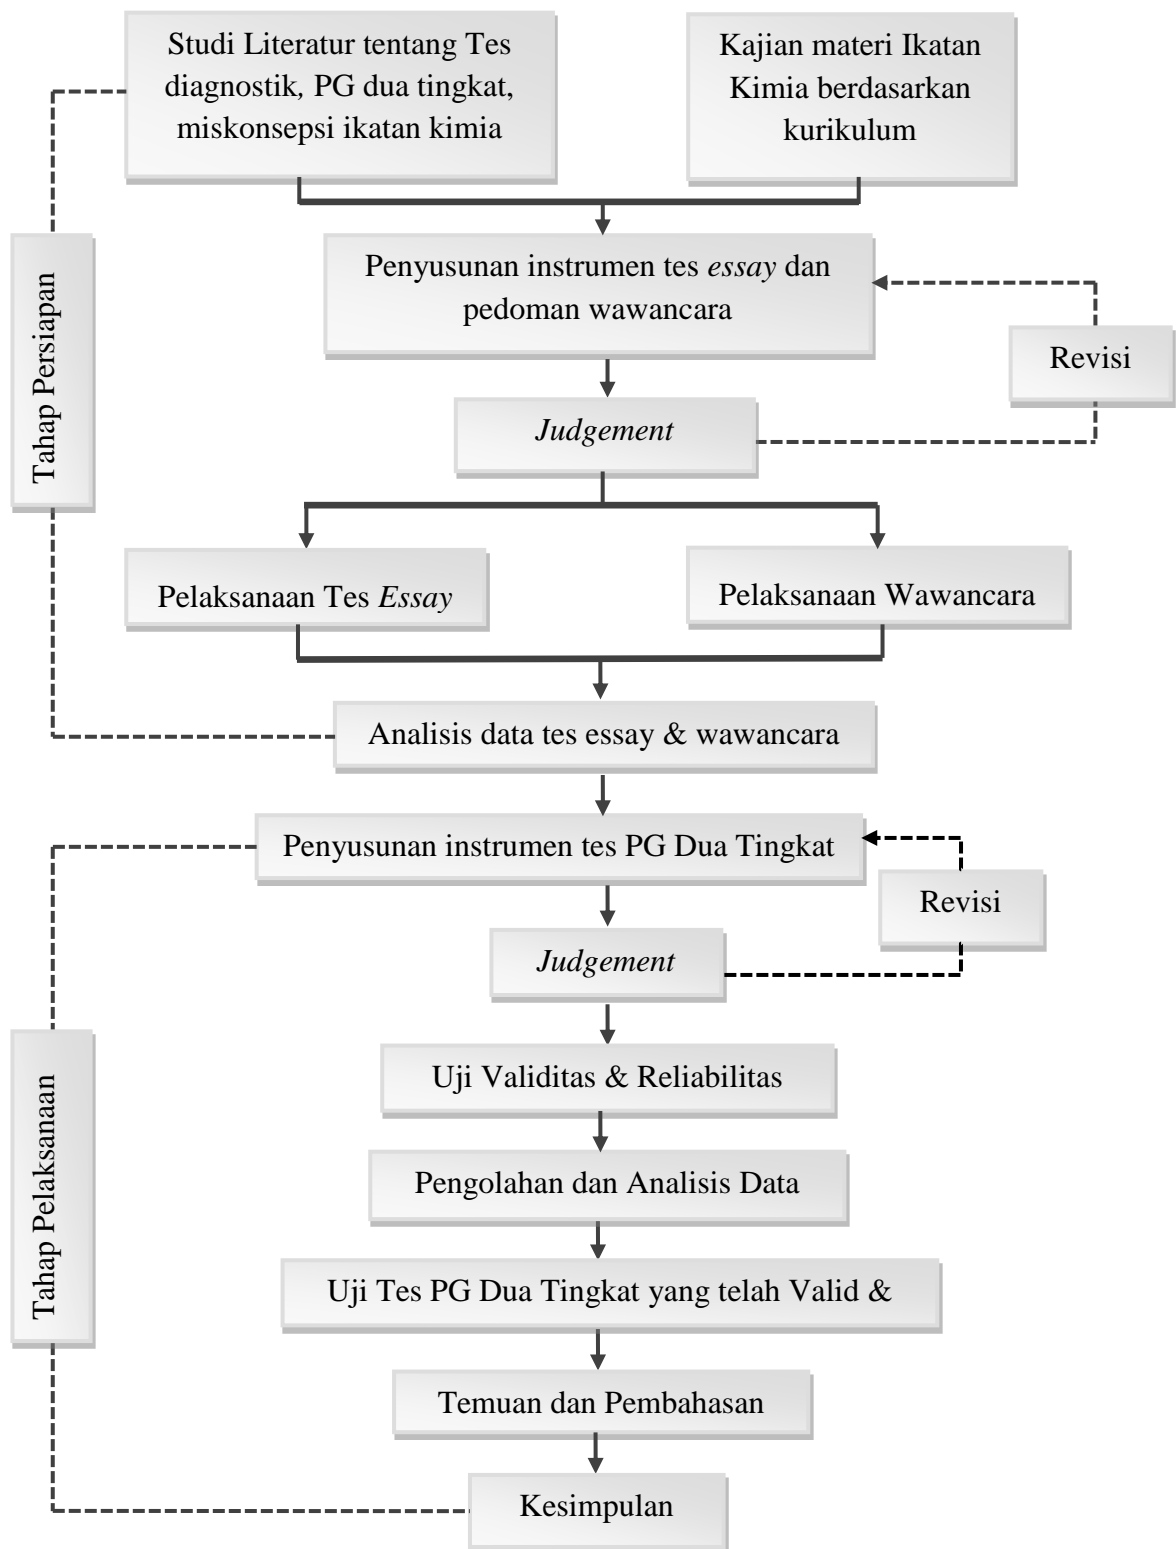 Studi Literatur tentang Tes
diagnostik, PG dua tingkat,
miskonsepsi ikatan kimia
Kajian materi Ikatan
Kimia berdasarkan
kurikulum
Tahap Persiapan
Penyusunan instrumen tes essay dan
pedoman wawancara
Revisi
Judgement
Pelaksanaan Tes Essay
Pelaksanaan Wawancara
Analisis data tes essay & wawancara
Penyusunan instrumen tes PG Dua Tingkat
Revisi
Judgement
Tahap Pelaksanaan
Uji Validitas & Reliabilitas
Pengolahan dan Analisis Data
Uji Tes PG Dua Tingkat yang telah Valid &
Temuan dan Pembahasan
Kesimpulan